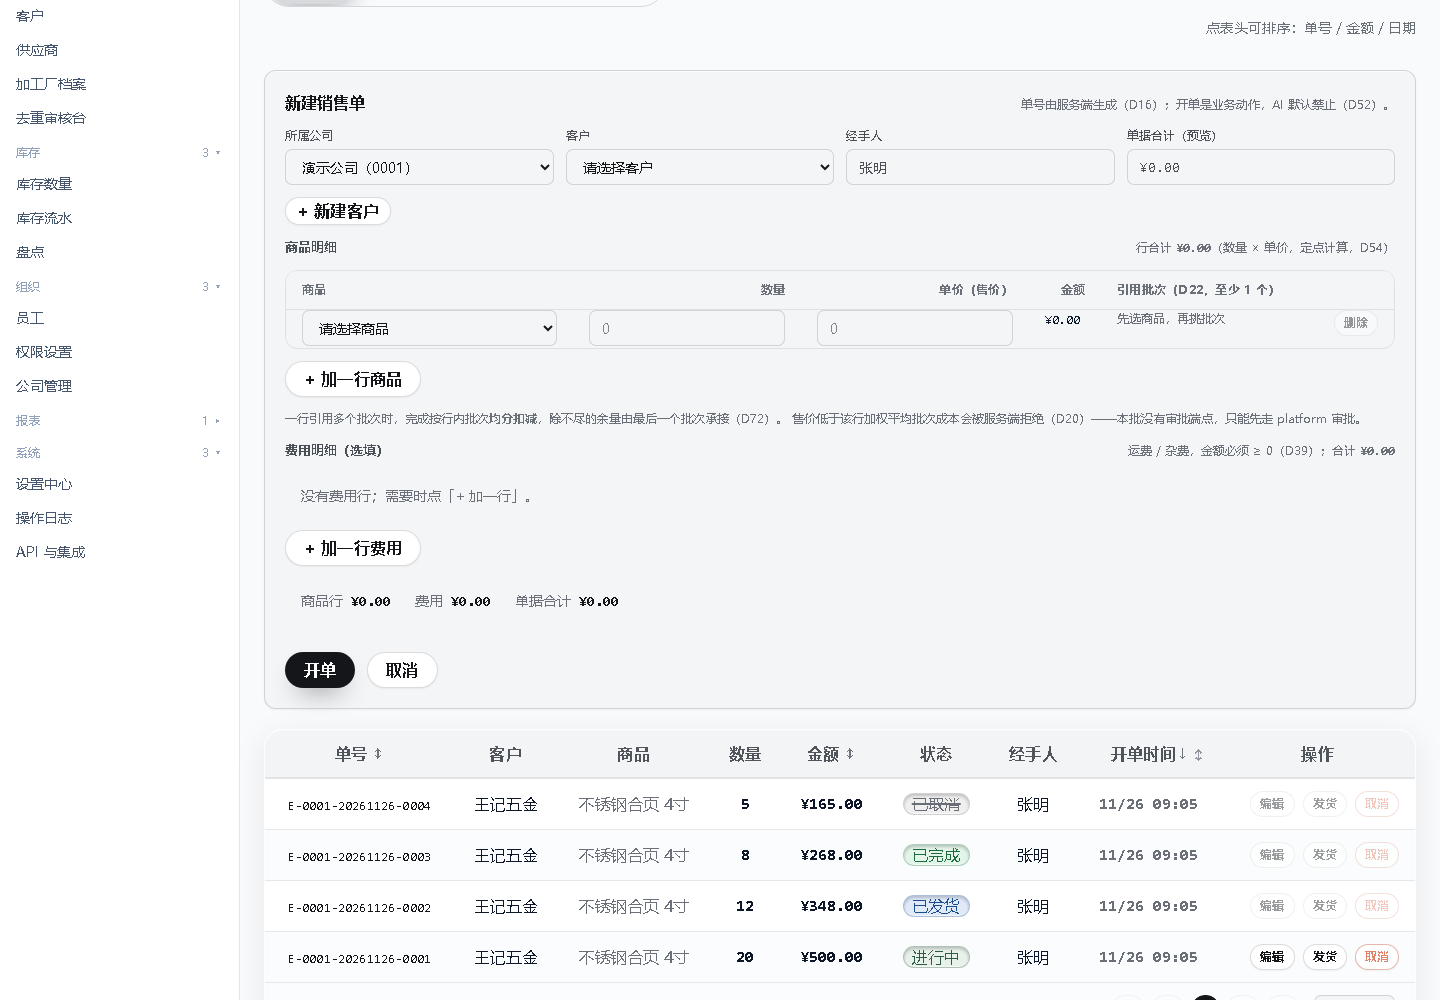 客户
供应商
加工厂档案
去重审核台
库存 3 ▾
库存数量
库存流水
盘点
组织 3 ▾
员工
权限设置
公司管理
报表 1 ▸
系统 3 ▾
设置中心
操作日志
API 与集成
点表头可排序：单号 / 金额 / 日期
新建销售单 单号由服务端生成（D16）；开单是业务动作，AI 默认禁止（D52）。
所属公司 客户 经手人 单据合计（预览）
演示公司（0001） 请选择客户 张明 ¥0.00
+ 新建客户
商品明细 行合计 ¥0.00（数量 × 单价，定点计算，D54）
商品 数量 单价（售价） 金额 引用批次（D22，至少 1 个）
请选择商品 0 0 ¥0.00 先选商品，再挑批次 删除
+ 加一行商品
一行引用多个批次时，完成按行内批次均分扣减，除不尽的余量由最后一个批次承接（D72）。 售价低于该行加权平均批次成本会被服务端拒绝（D20）——本批没有审批端点，只能先走 platform 审批。
费用明细（选填） 运费 / 杂费，金额必须 ≥ 0（D39）；合计 ¥0.00
没有费用行；需要时点「+ 加一行」。
+ 加一行费用
商品行 ¥0.00 费用 ¥0.00 单据合计 ¥0.00
开单 取消
单号 ↕ 客户 商品 数量 金额 ↕ 状态 经手人 开单时间↓ ↕ 操作
E-0001-20261126-0004 王记五金 不锈钢合页 4寸 5 ¥165.00 已取消 张明 11/26 09:05 编辑 发货 取消
E-0001-20261126-0003 王记五金 不锈钢合页 4寸 8 ¥268.00 已完成 张明 11/26 09:05 编辑 发货 取消
E-0001-20261126-0002 王记五金 不锈钢合页 4寸 12 ¥348.00 已发货 张明 11/26 09:05 编辑 发货 取消
E-0001-20261126-0001 王记五金 不锈钢合页 4寸 20 ¥500.00 进行中 张明 11/26 09:05 编辑 发货 取消